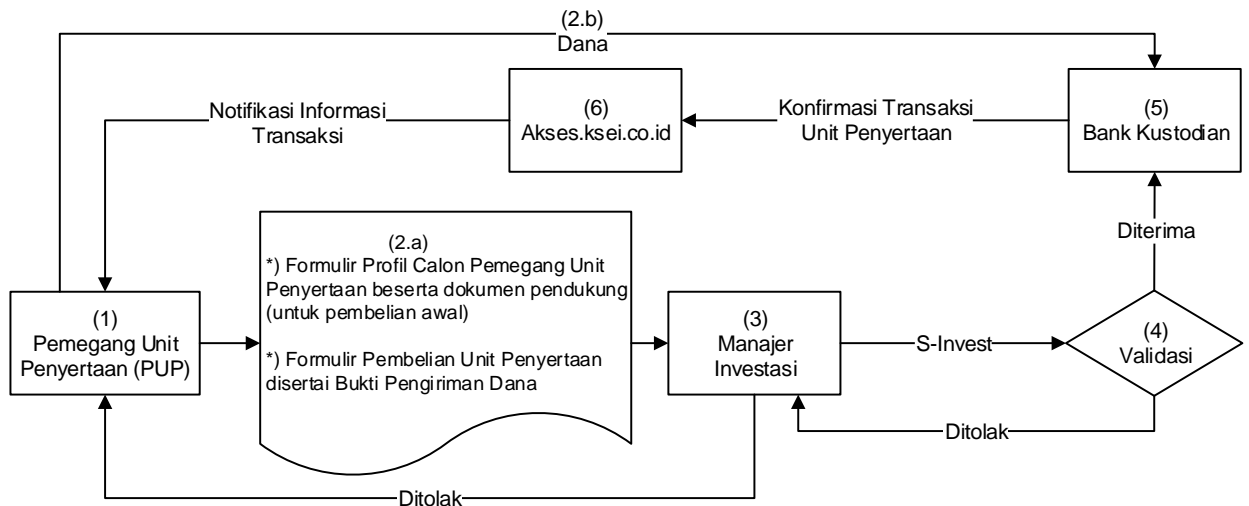 (2.b)
Dana
Notifikasi Informasi
Transaksi
(6)
Akses.ksei.co.id
Konfirmasi Transaksi
Unit Penyertaan
(5)
Bank Kustodian
Diterima
(1)
Pemegang Unit
Penyertaan (PUP)
(2.a)
*) Formulir Profil Calon Pemegang Unit
Penyertaan beserta dokumen pendukung
(untuk pembelian awal)
*) Formulir Pembelian Unit Penyertaan
disertai Bukti Pengiriman Dana
(3)
Manajer
Investasi
S-Invest
(4)
Validasi
Ditolak
Ditolak